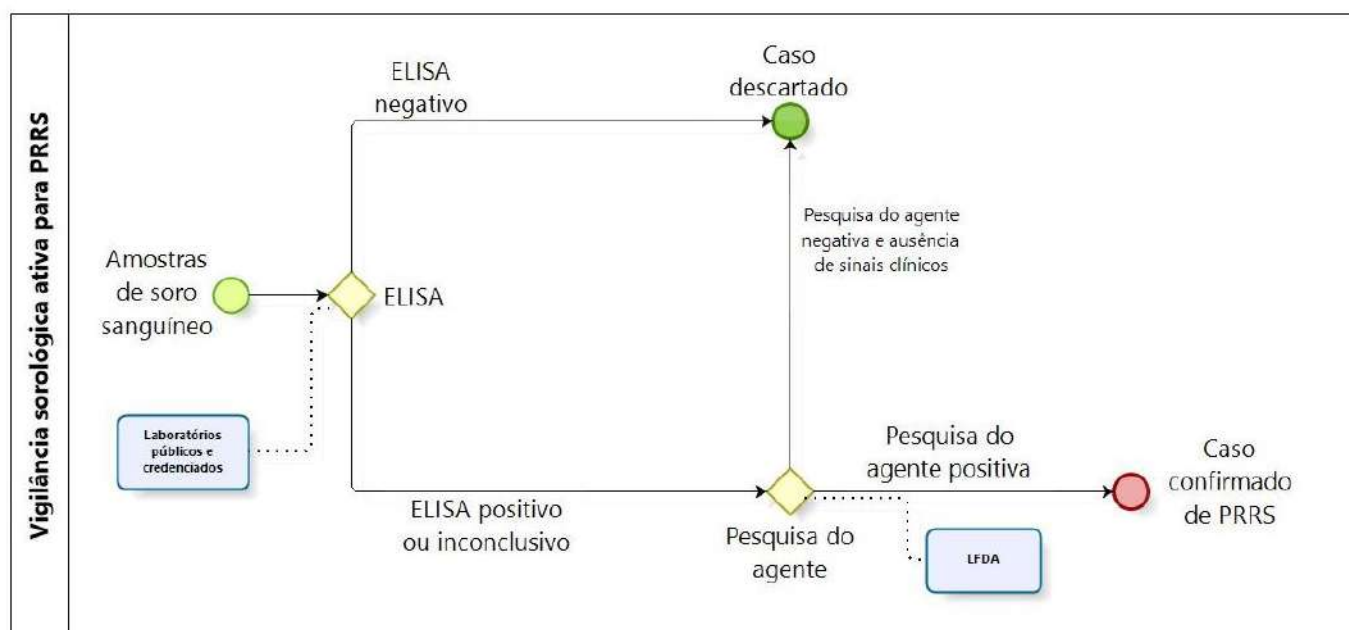 Vigilância sorológica ativa para PRRS
ELISA
negativo
Caso
descartado
Pesquisa do agente
negativa e ausência
de sinais clínicos
Amostras
de soro
sanguíneo
ELISA
Laboratórios
públicos e
credenciados
ELISA positivo
ou inconclusivo
Pesquisa do
agente
Pesquisa do
agente positiva
LFDA
Caso
confirmado
de PRRS